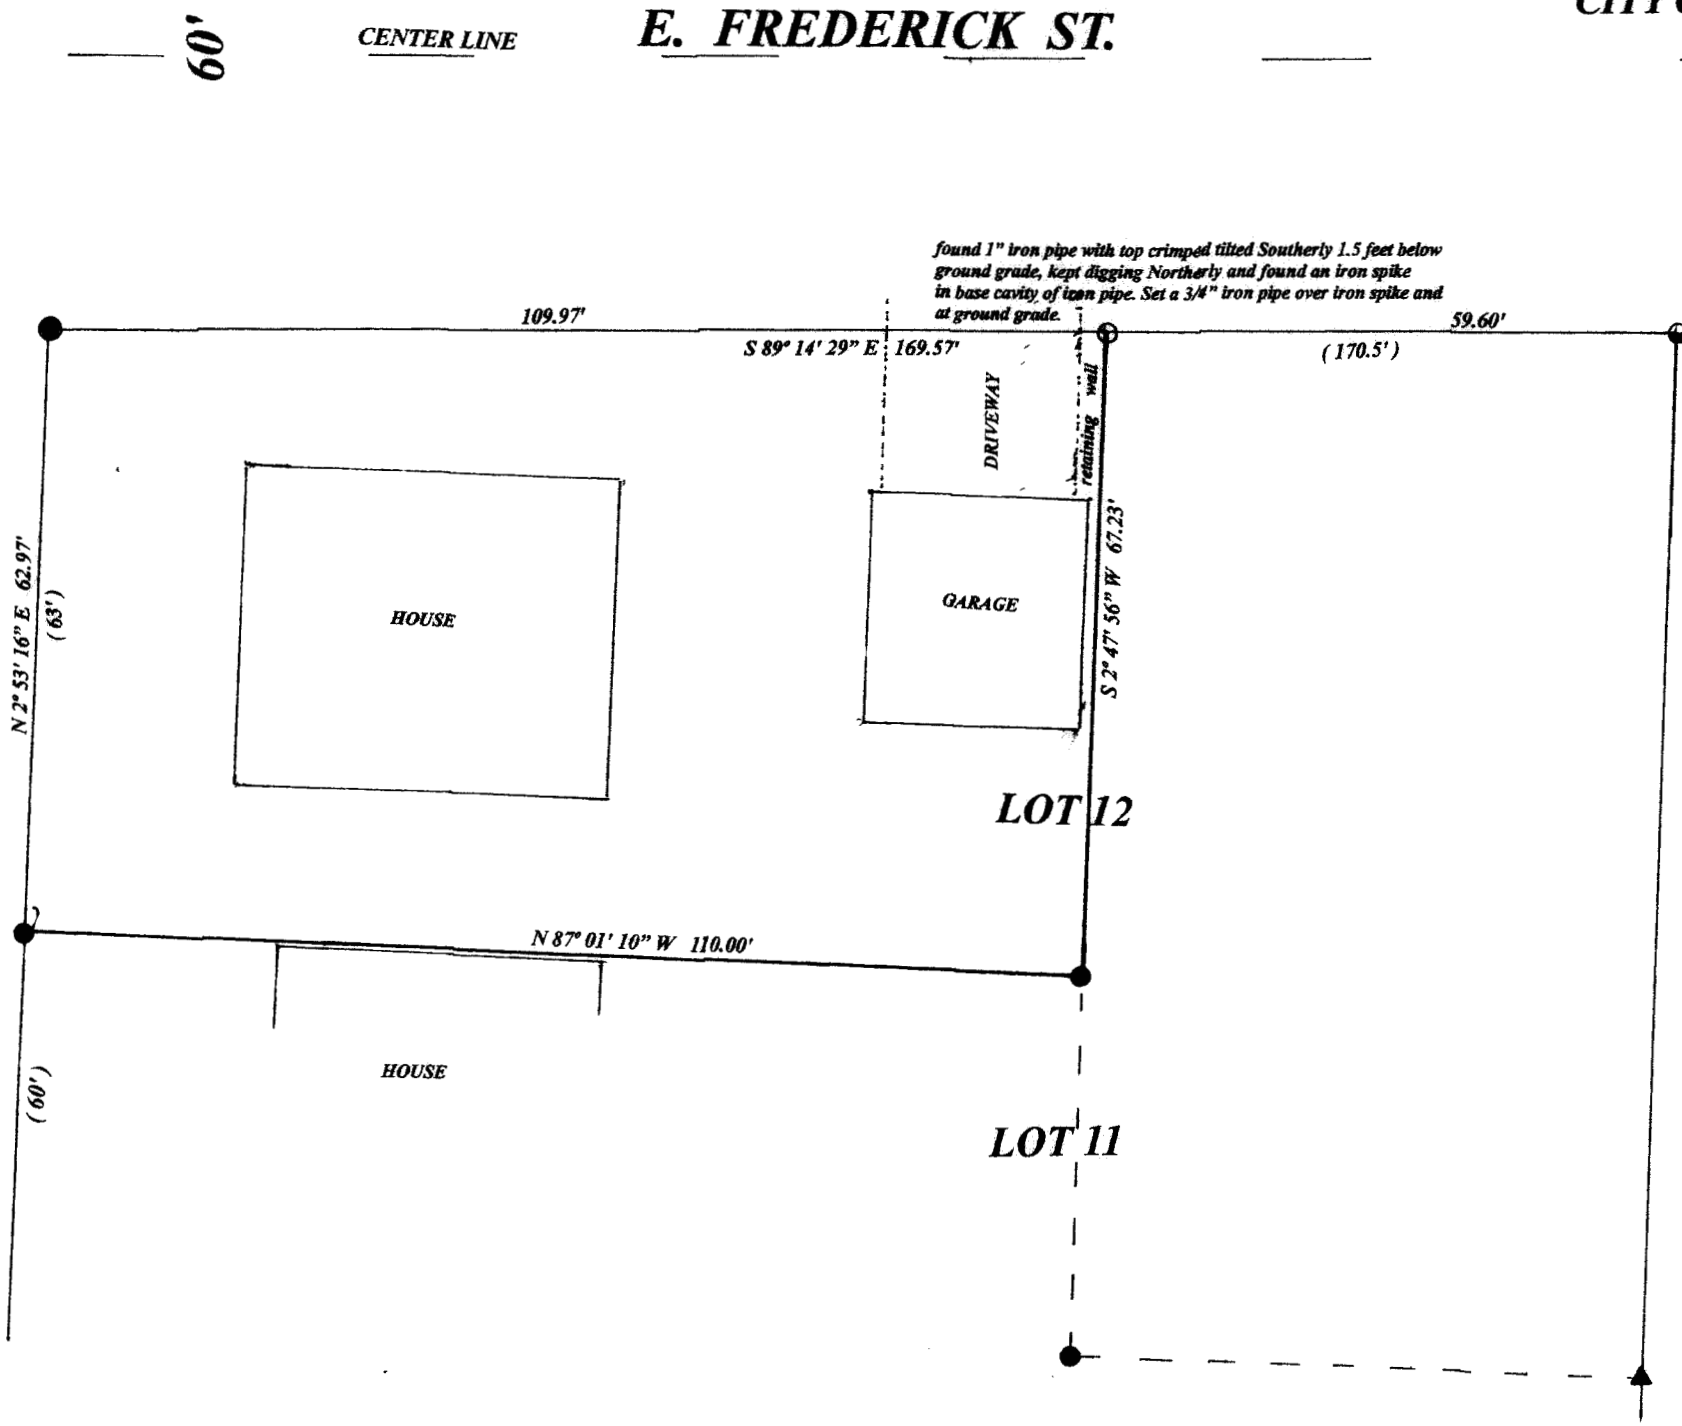 60'
CENTER LINE
E. FREDERICK ST.
found 1" iron pipe with top crimped tilted Southerly 1.5 feet below
ground grade, kept digging Northerly and found an iron spike
in base cavity of iron pipe. Set a 3/4" iron pipe over iron spike and
at ground grade.
109.97'
59.60'
S 89° 14' 29" E 169.57'
( 170.5' )
DRIVEWAY
retaining wall
N 2° 53' 16" E 62.97'
( 63' )
HOUSE
GARAGE
S 2° 47' 56" W 67.23'
LOT 12
N 87° 01' 10" W 110.00'
HOUSE
( 60' )
LOT 11